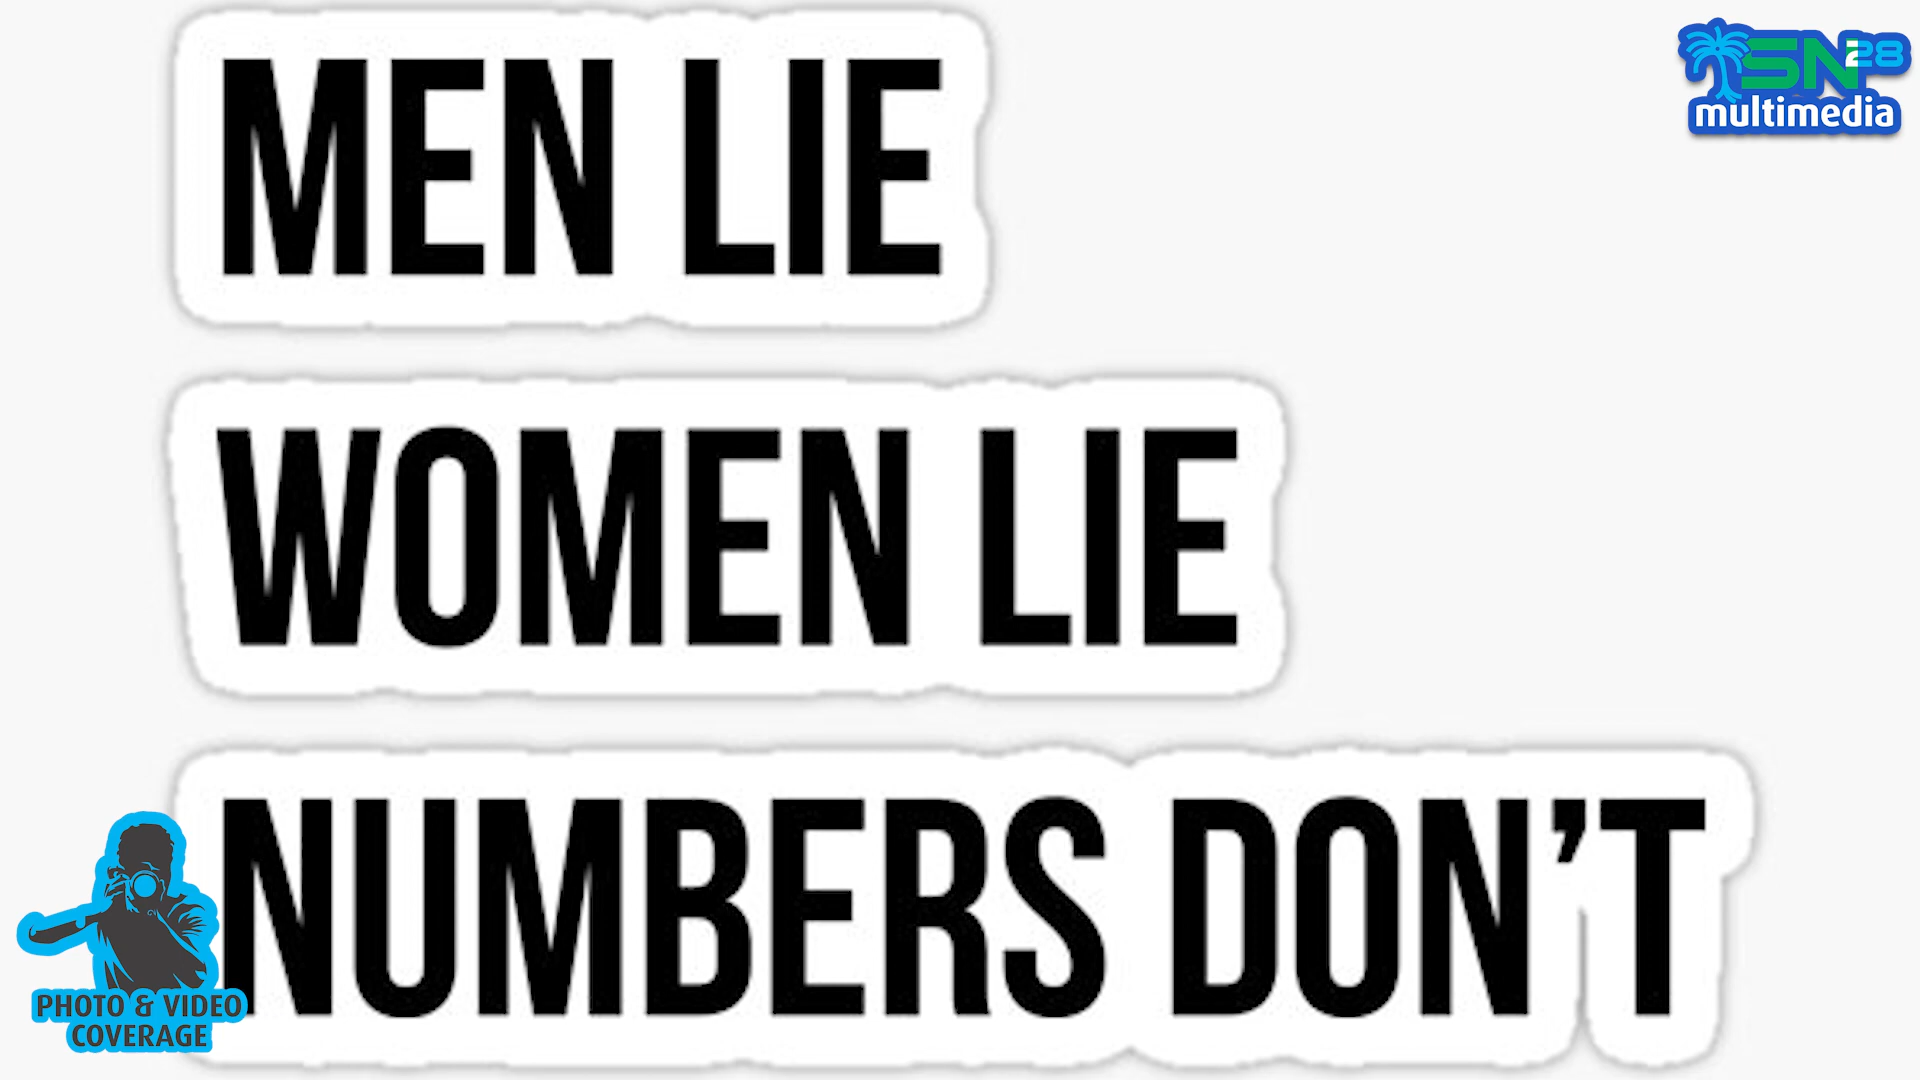 MEN LIE
SN28
multimedia
WOMEN LIE
NUMBERS DON’T
PHOTO & VIDEO
COVERAGE